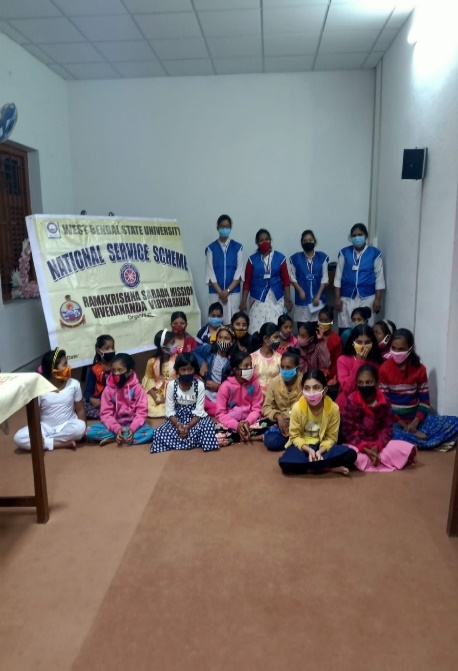 WEST BENGAL STATE UNIVERSITY
NATIONAL SERVICE SCHEME
RAMAKRISHNA SARADA MISSION
VIVEKANANDA VIDYABHAVAN